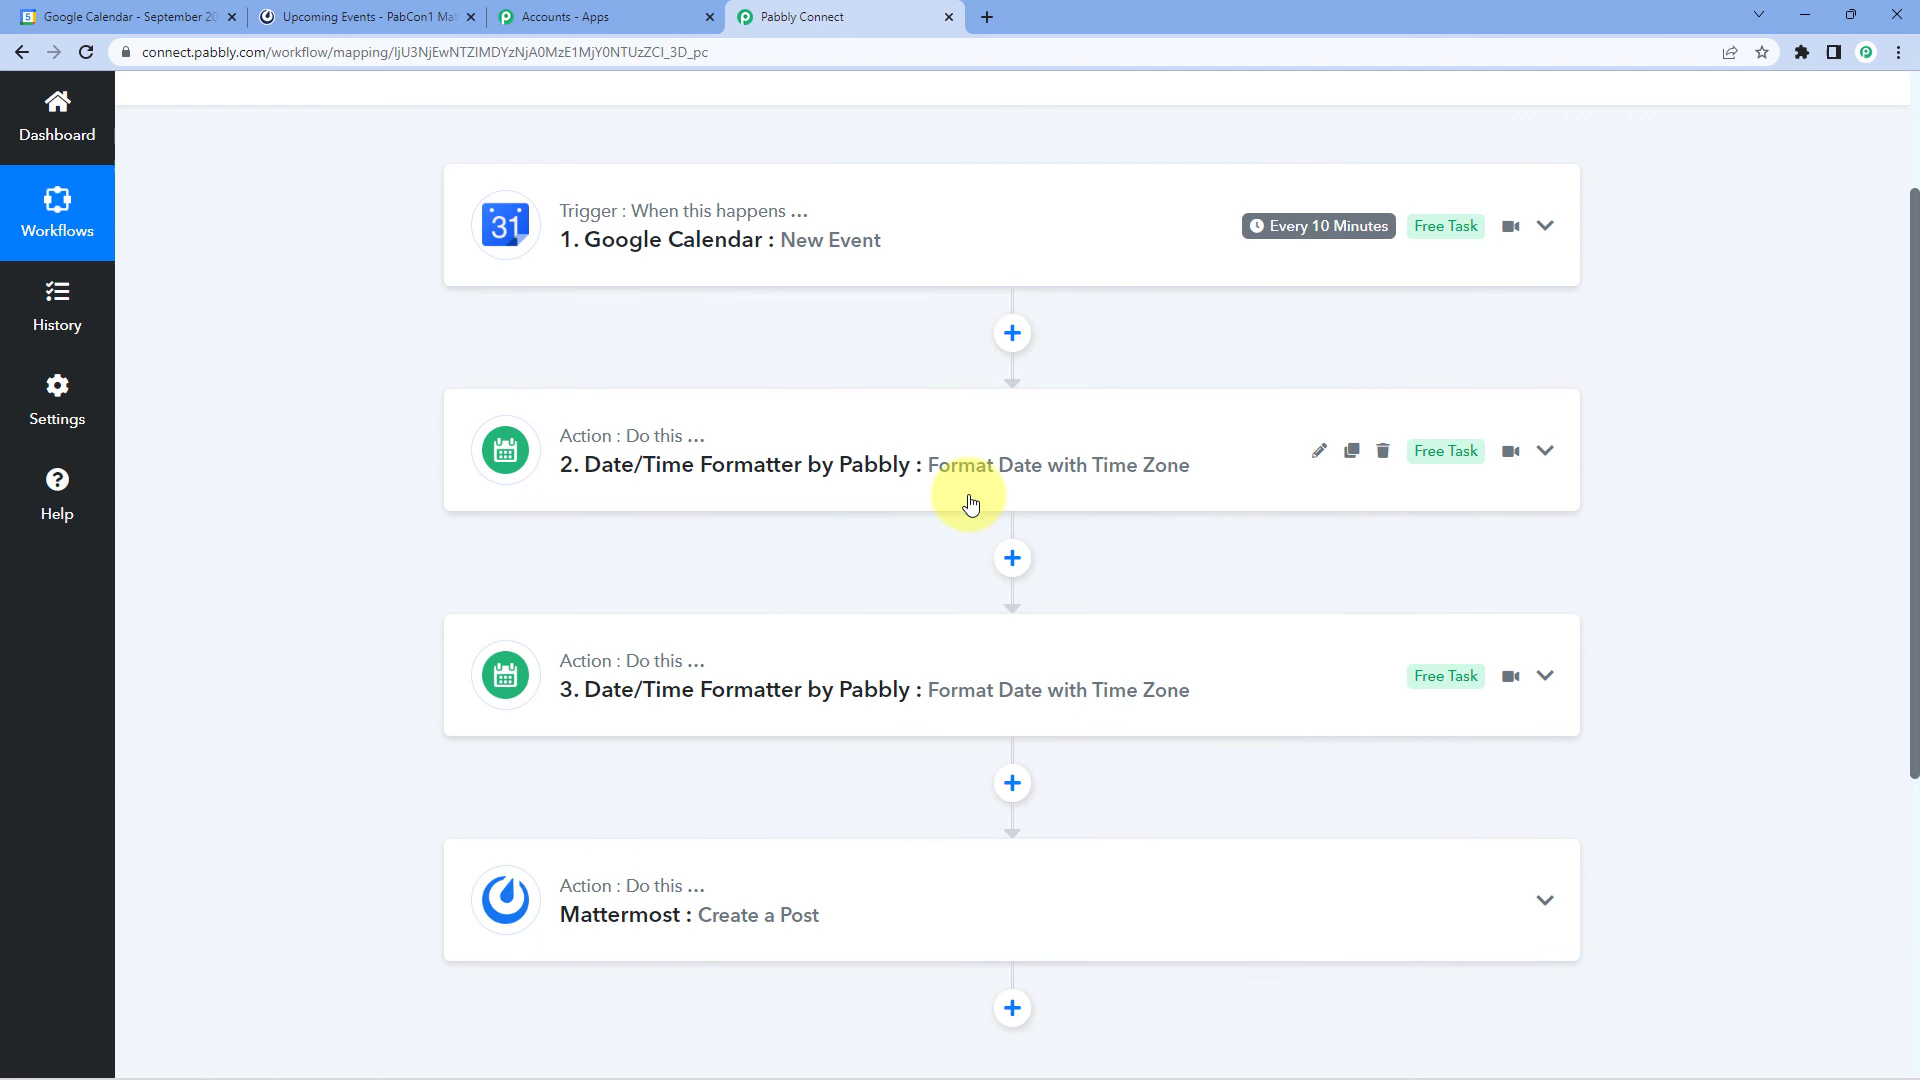 Google Calendar - September 20
Upcoming Events - PabCon1 Mat
Accounts - Apps
Pabbly Connect
connect.pabbly.com/workflow/mapping/IjU3NjEwNTZlMDYzNjA0MzE1MjY0NTUzZCI_3D_pc
Dashboard
Workflows
History
Settings
Help
Trigger : When this happens ...
31
1. Google Calendar : New Event
Every 10 Minutes
Free Task
Action : Do this ...
2. Date/Time Formatter by Pabbly : Format Date with Time Zone
Free Task
Action : Do this ...
3. Date/Time Formatter by Pabbly : Format Date with Time Zone
Free Task
Action : Do this ...
Mattermost : Create a Post